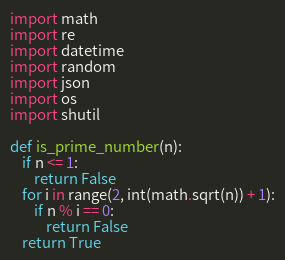 import math
import re
import datetime
import random
import json
import os
import shutil

def is_prime_number(n):
    if n <= 1:
        return False
    for i in range(2, int(math.sqrt(n)) + 1):
        if n % i == 0:
            return False
    return True